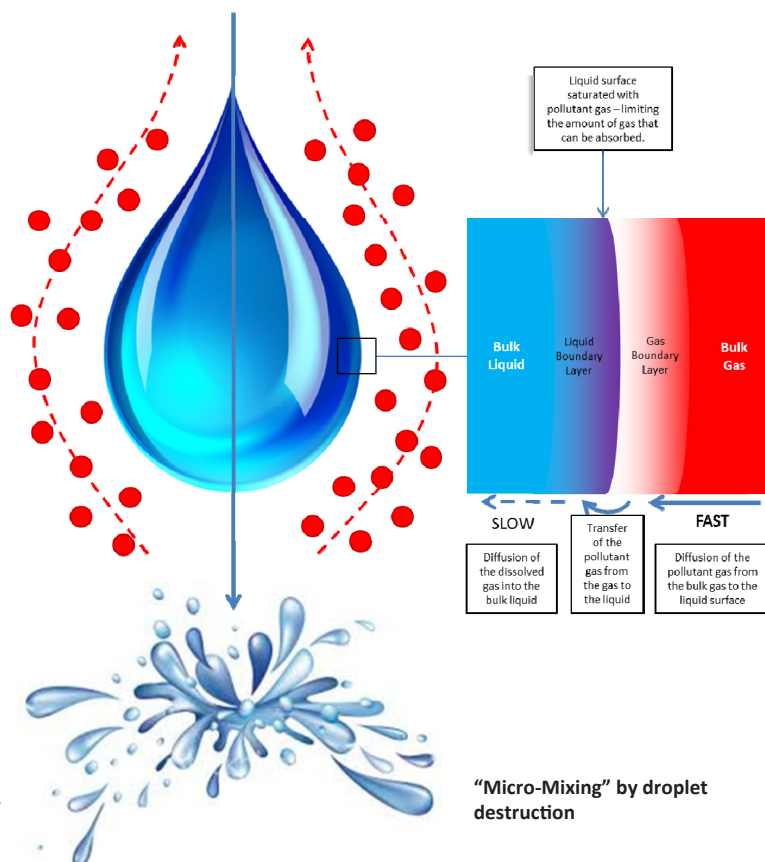 Liquid surface
saturated with
pollutant gas – limiting
the amount of gas that
can be absorbed.
Bulk
Liquid
Liquid
Boundary
Layer
Gas
Boundary
Layer
Bulk
Gas
SLOW
FAST
Diffusion of
the dissolved
gas into the
bulk liquid
Transfer
of the
pollutant
gas from
the gas to
the liquid
Diffusion of the
pollutant gas from
the bulk gas to the
liquid surface
“Micro-Mixing” by droplet
destruction